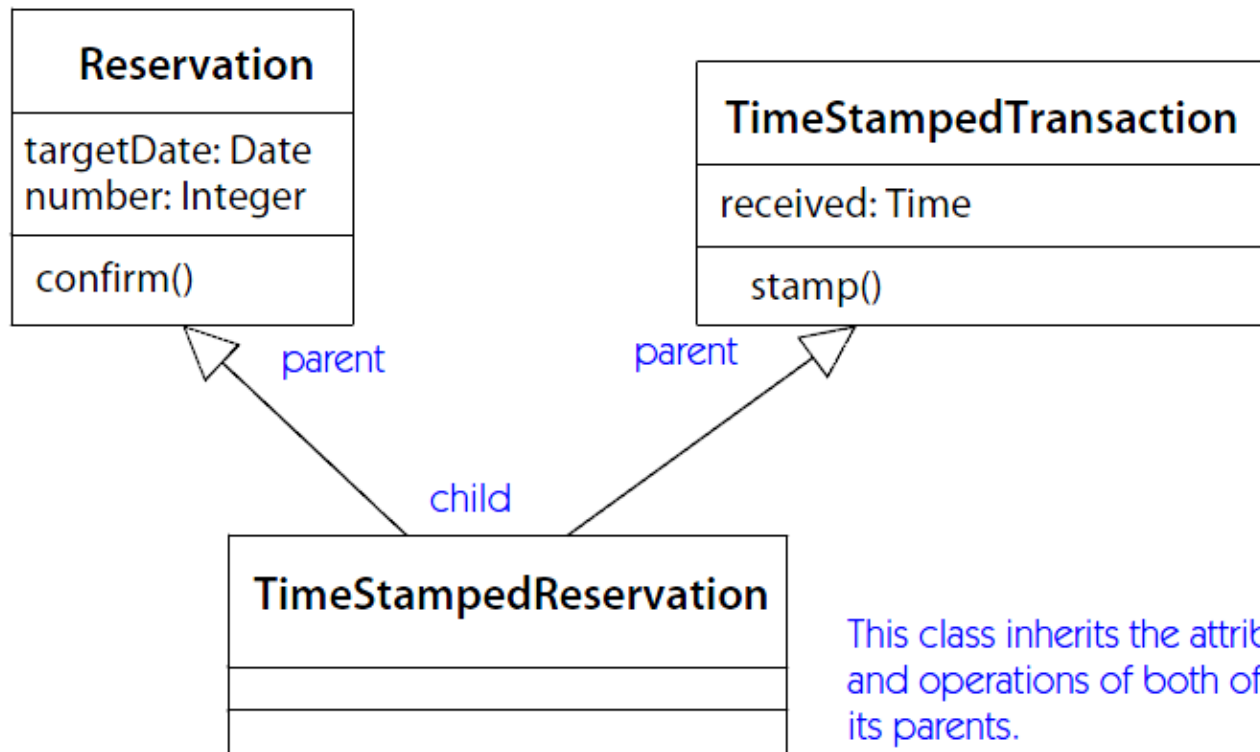 Reservation
targetDate: Date
number: Integer
confirm()
TimeStampedTransaction
received: Time
stamp()
parent
parent
child
TimeStampedReservation
This class inherits the
and operations of both of
its parents.